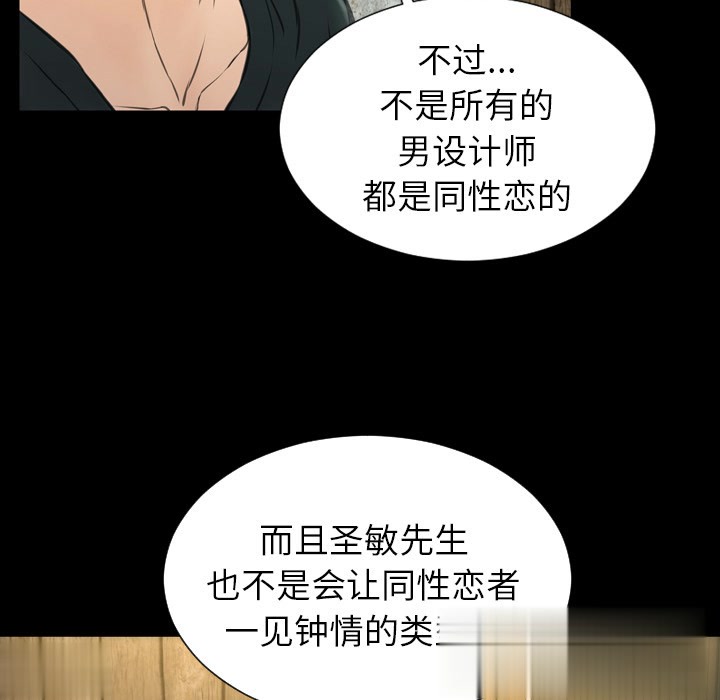 不过...
不是所有的
男设计师
都是同性恋的
而且圣敏先生
也不是会让同性恋者
一见钟情的类